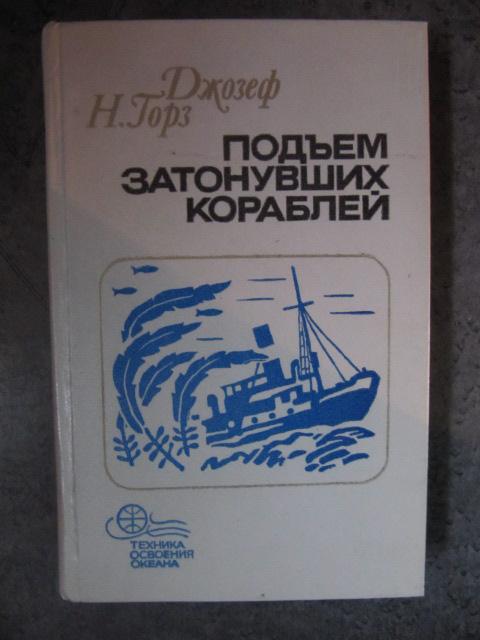 Джозеф
Н. Горз
ПОДЪЕМ
ЗАТОНУВШИХ
КОРАБЛЕЙ
ТЕХНИКА
ОСВОЕНИЯ
ОКЕАНА